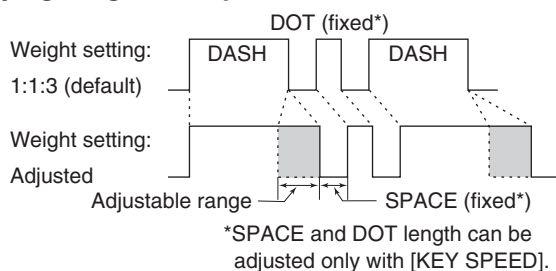 DOT (fixed*)
Weight setting: DASH DASH
1:1:3 (default)
Weight setting:
Adjusted
Adjustable range SPACE (fixed*)
*SPACE and DOT length can be
adjusted only with [KEY SPEED].